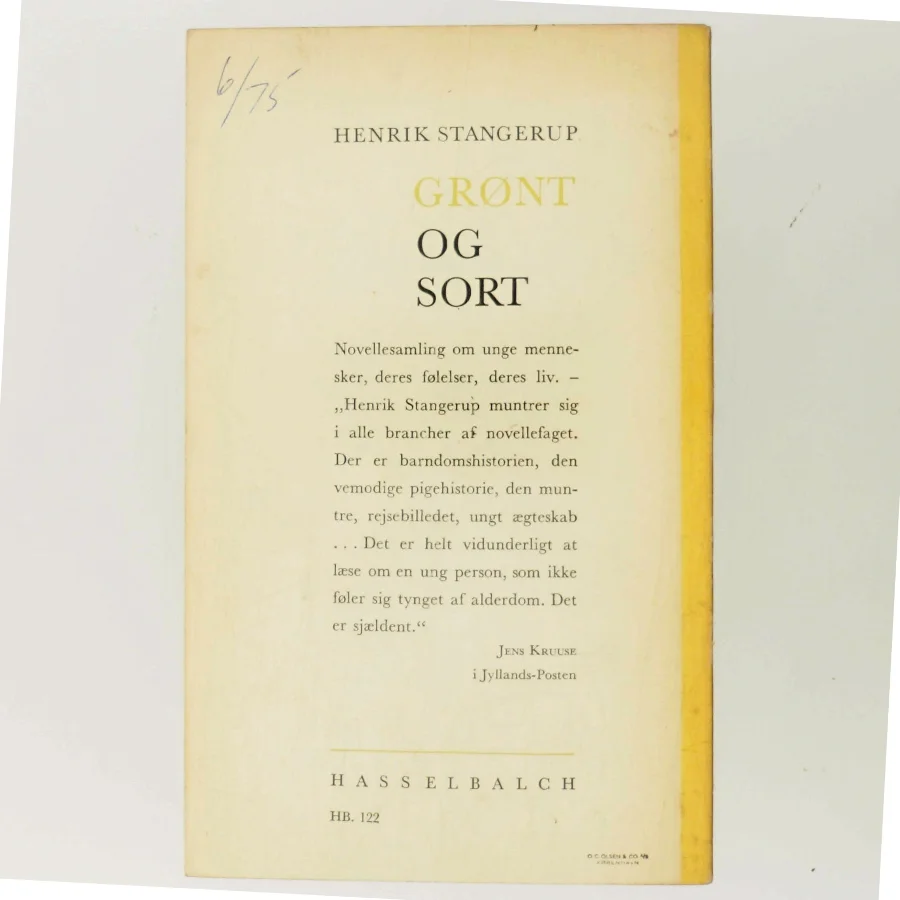 6/75
HENRIK STANGERUP
GRØNT
OG
SORT
Novellesamling om unge menne-
sker, deres følelser, deres liv. –
„Henrik Stangerup muntrer sig
i alle brancher af novellefaget.
Der er barndomshistorien, den
vemodige pigehistorie, den mun-
tre, rejsebilledet, ungt ægteskab
... Det er helt vidunderligt at
læse om en ung person, som ikke
føler sig tynget af alderdom. Det
er sjældent.“
JENS KRUUSE
i Jyllands-Posten
HASSELBALCH
HB. 122
OLSEN & CO.